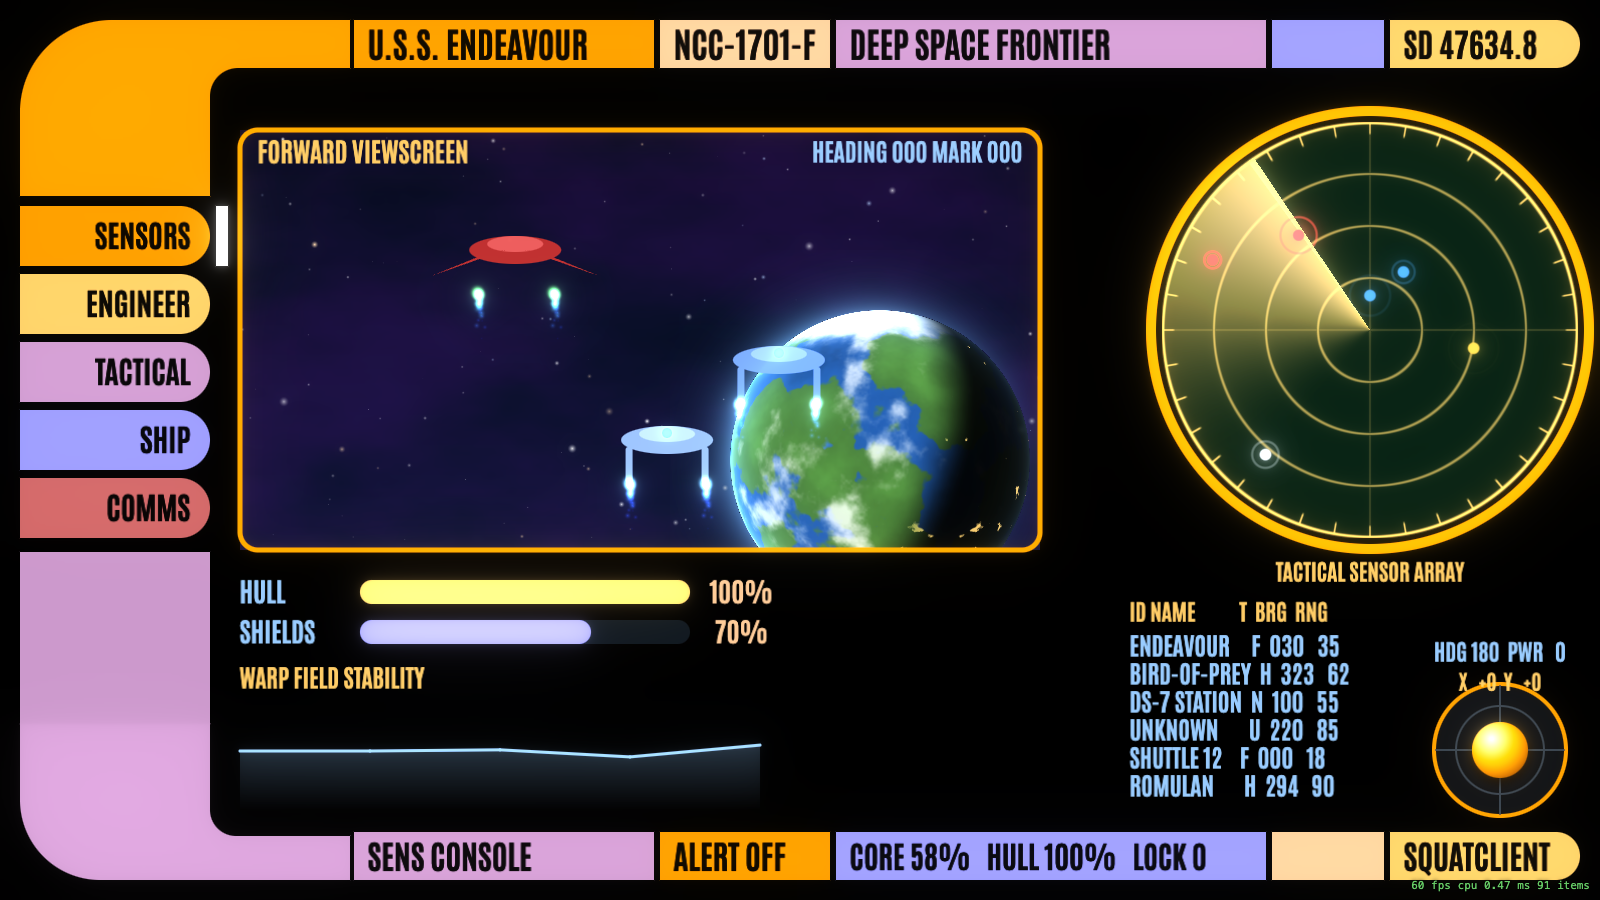 U.S.S. ENDEAVOUR NCC-1701-F DEEP SPACE FRONTIER SD 47634.8
FORWARD VIEWSCREEN HEADING 000 MARK 000
SENSORS
ENGINEER
TACTICAL
SHIP
COMMS
HULL 100%
SHIELDS 70%
WARP FIELD STABILITY
TACTICAL SENSOR ARRAY
ID NAME T BRG RNG
ENDEAVOUR F 030 35
BIRD-OF-PREY H 323 62
DS-7 STATION N 100 55
UNKNOWN U 220 85
SHUTTLE 12 F 000 18
ROMULAN H 294 90
HDG 180 PWR 0
X +0 Y +0
SENS CONSOLE ALERT OFF CORE 58% HULL 100% LOCK 0 SQUATCLIENT
60 fps cpu 0.47 ms 91 items